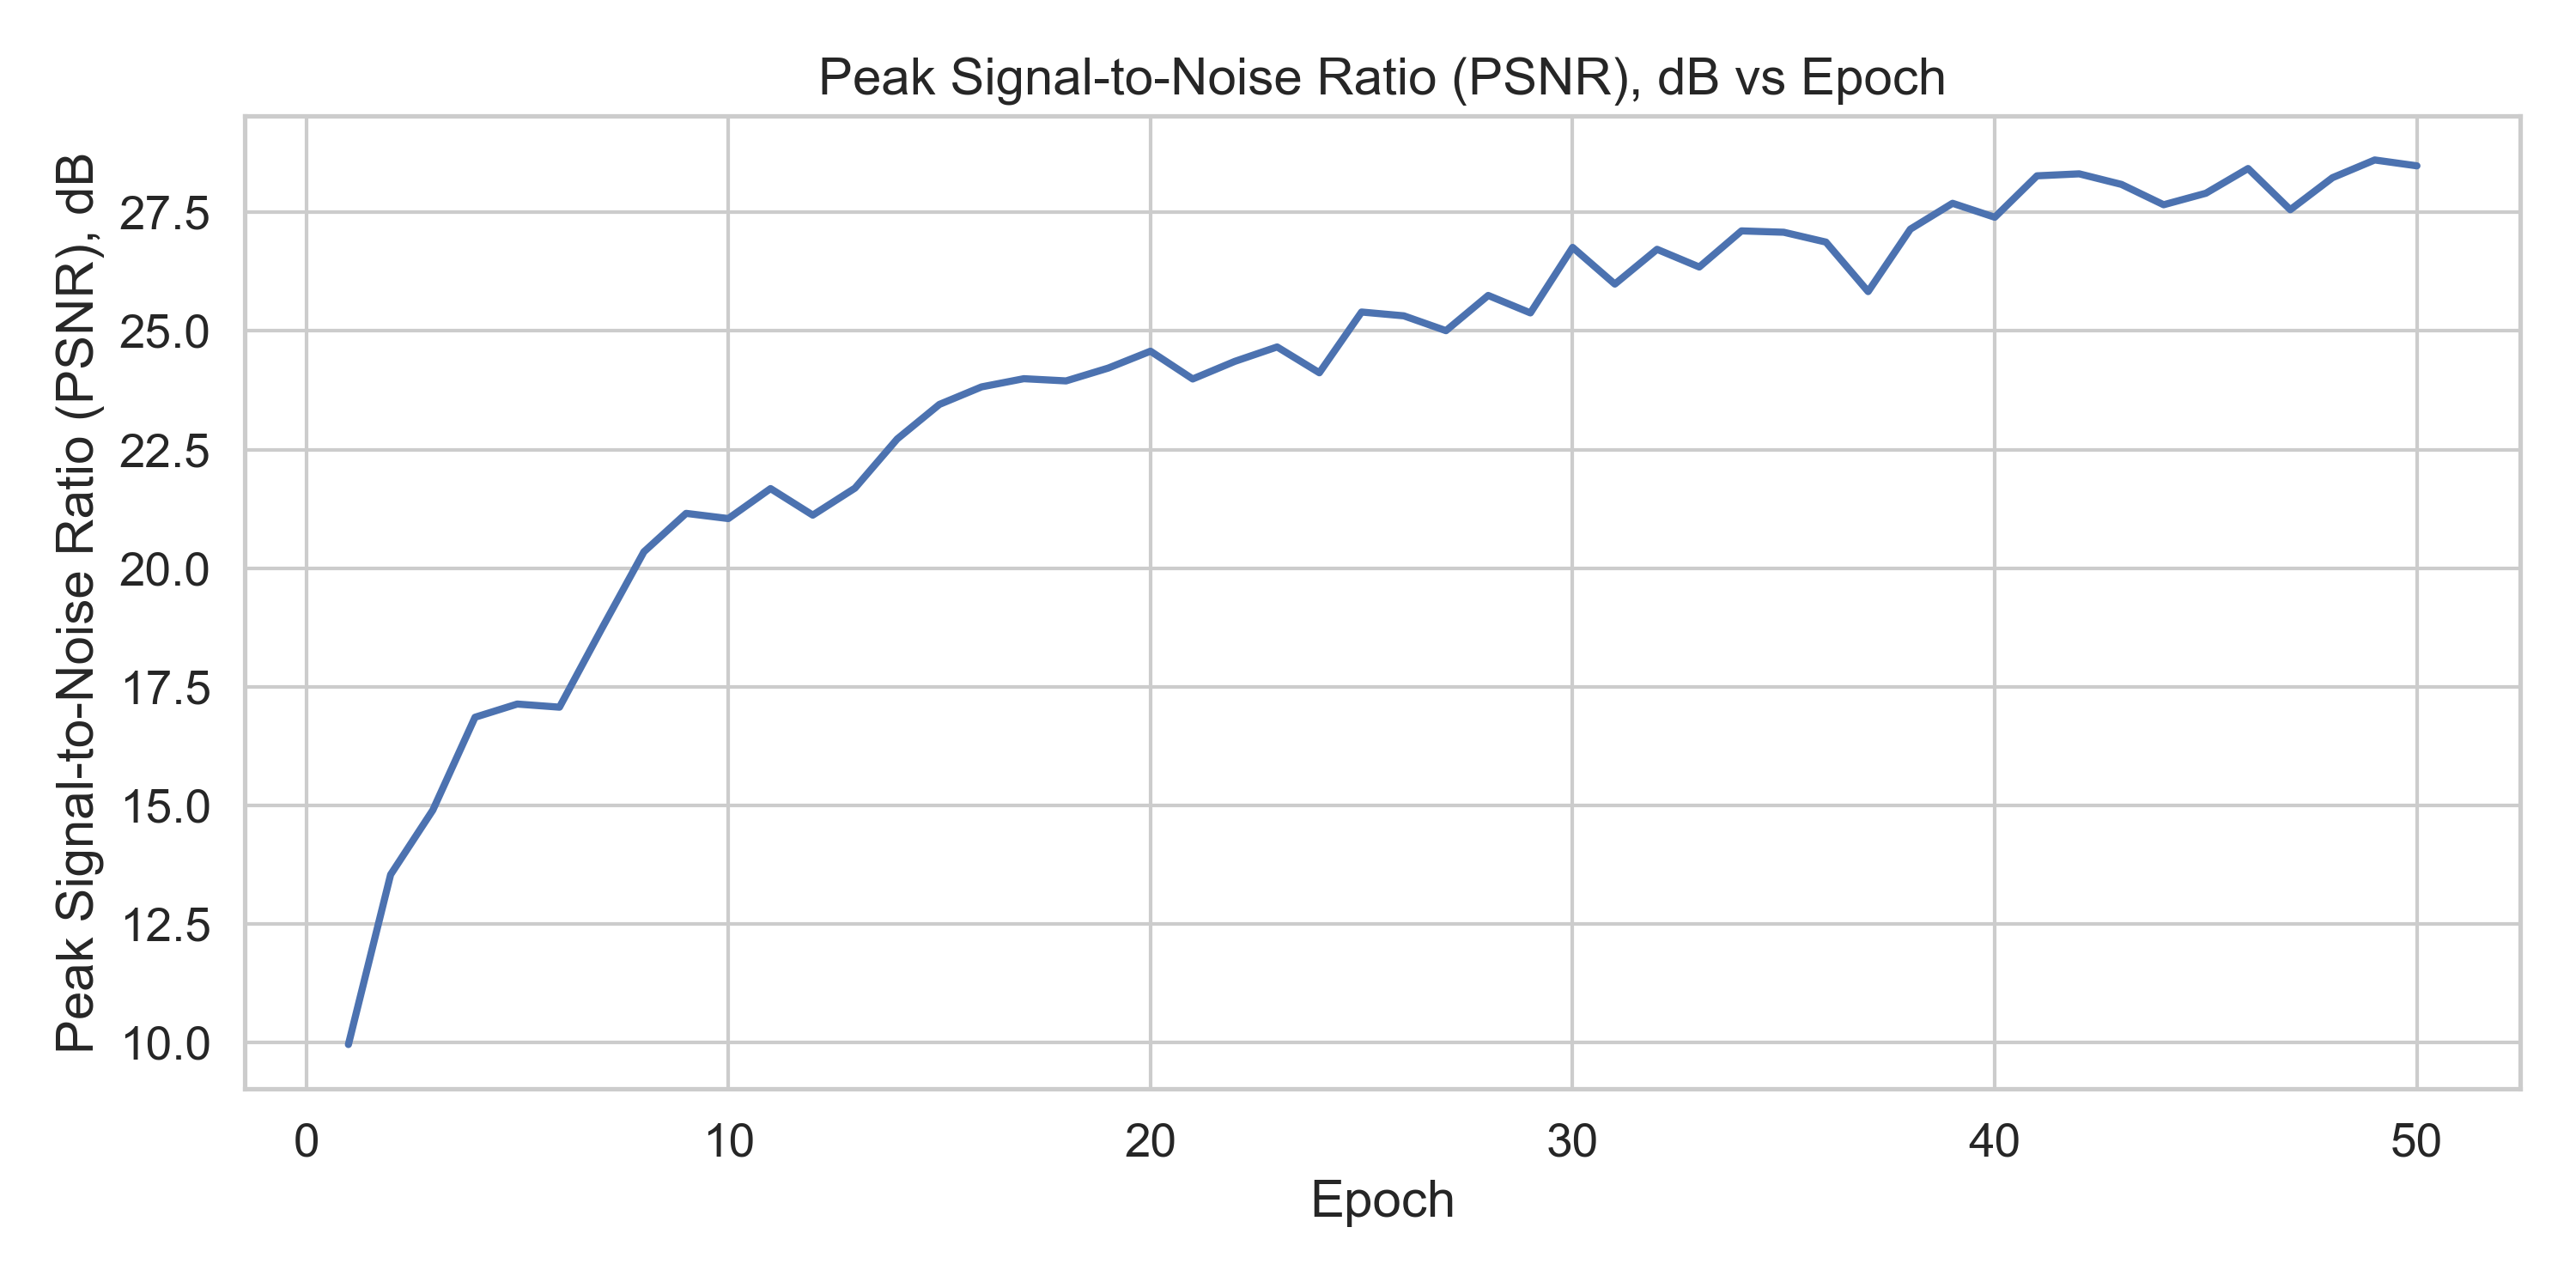 Peak Signal-to-Noise Ratio (PSNR), dB vs Epoch
Peak Signal-to-Noise Ratio (PSNR), dB
27.5
25.0
22.5
20.0
17.5
15.0
12.5
10.0
0 10 20 30 40 50
Epoch